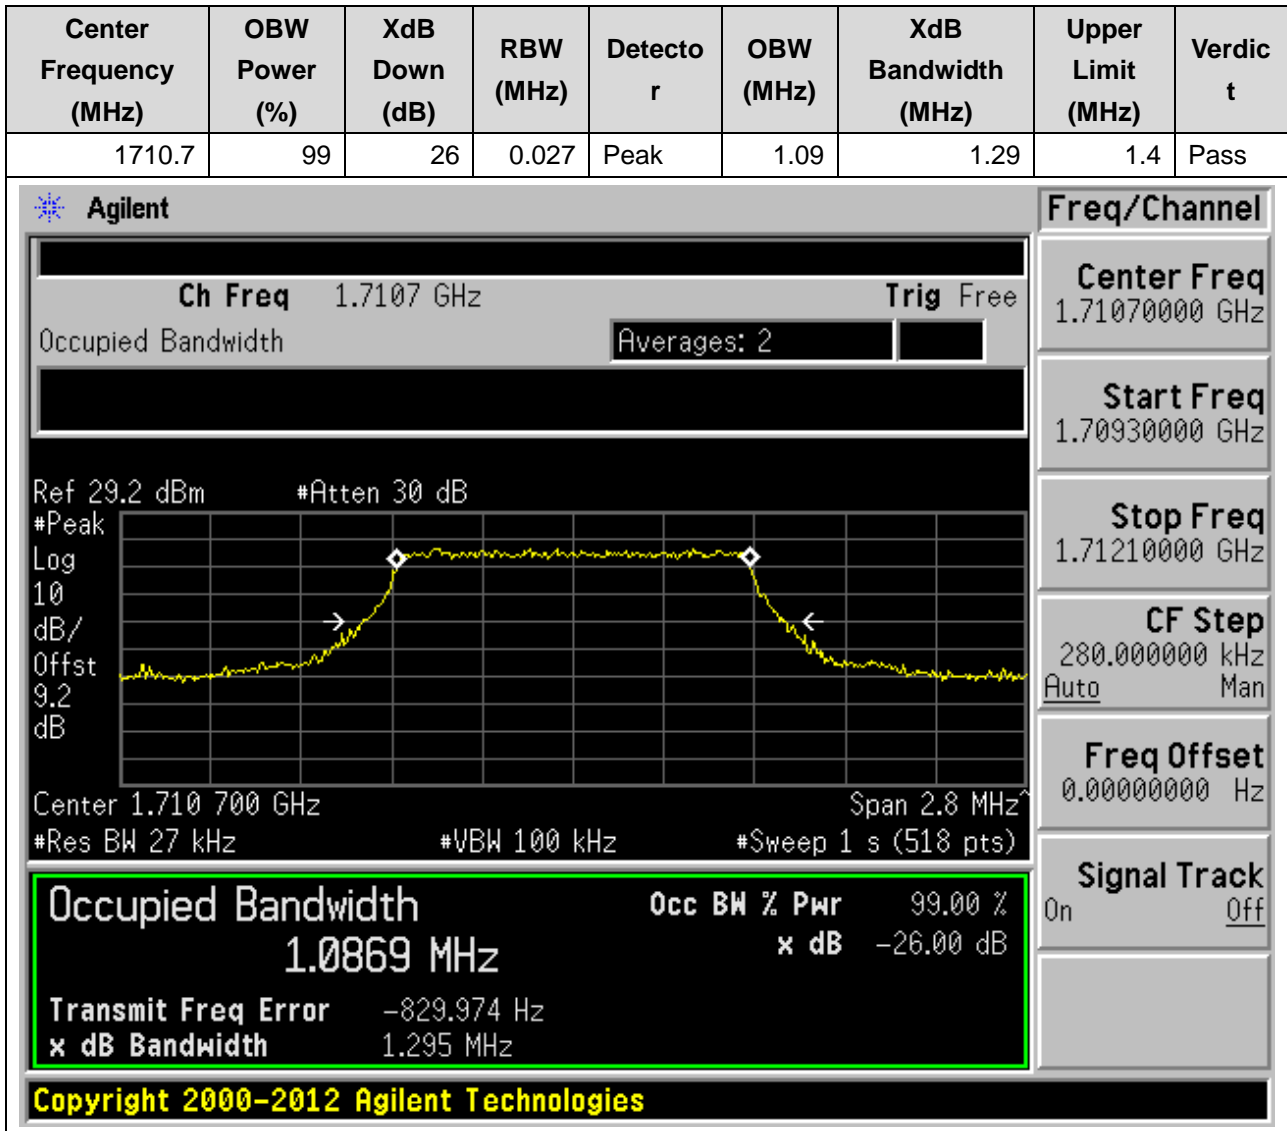 Center Frequency (MHz) OBW Power (%) XdB Down (dB) RBW (MHz) Detecto r OBW (MHz) XdB Bandwidth (MHz) Upper Limit (MHz) Verdic t
1710.7 99 26 0.027 Peak 1.09 1.29 1.4 Pass
Agilent
Freq/Channel
Ch Freq 1.7107 GHz Trig Free
Occupied Bandwidth Averages: 2
Center Freq
1.71070000 GHz
Start Freq
1.70930000 GHz
Stop Freq
1.71210000 GHz
CF Step
280.000000 kHz
Auto Man
Freq Offset
0.00000000 Hz
Signal Track
On Off
Ref 29.2 dBm #Atten 30 dB
#Peak
Log
10
dB/
Offst
9.2
dB
Center 1.710 700 GHz Span 2.8 MHz^
#Res BW 27 kHz #VBW 100 kHz #Sweep 1 s (518 pts)
Occupied Bandwidth Occ BW % Pwr 99.00 %
1.0869 MHz x dB -26.00 dB
Transmit Freq Error -829.974 Hz
x dB Bandwidth 1.295 MHz
Copyright 2000-2012 Agilent Technologies